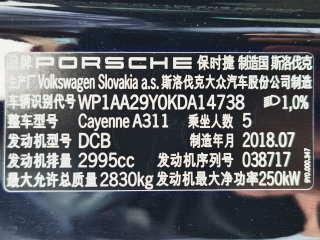 品牌 PORSCHE 保时捷 制造国 斯洛伐克
生产厂 Volkswagen Slovakia a.s. 斯洛伐克大众汽车股份公司制造
车辆识别代号 WP1AA29Y0KDA14738 1,0%
整车型号 Cayenne A311 乘坐人数 5
发动机型号 DCB 制造年月 2018.07
发动机排量 2995cc 发动机序列号 038717
最大允许总质量 2830kg 发动机最大净功率 250kW